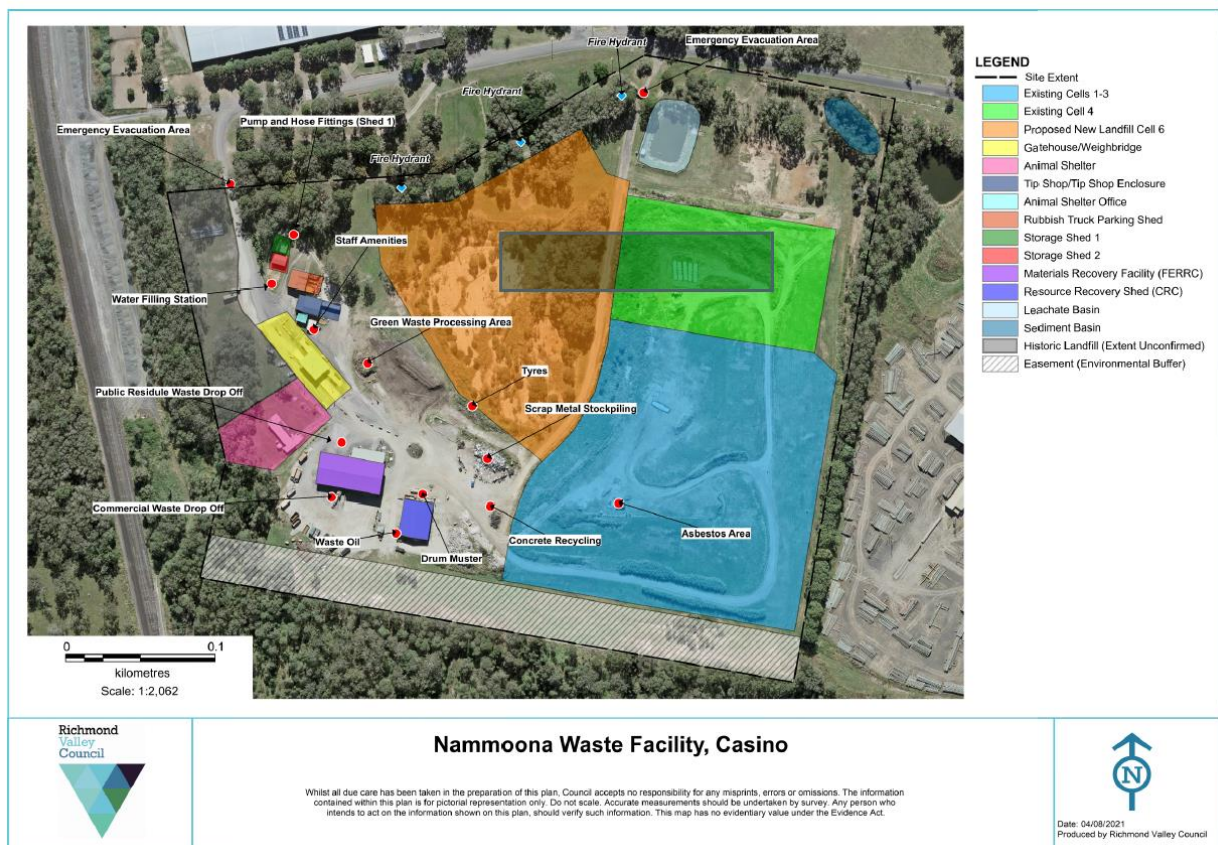 Fire Hydrant
Emergency Evacuation Area
Fire Hydrant
Pump and Hose Fittings (Shed 1)
Emergency Evacuation Area
Fire Hydrant
Staff Amenities
Water Filling Station
Green Waste Processing Area
Tyres
Public Residule Waste Drop Off
Scrap Metal Stockpiling
Commercial Waste Drop Off
Waste Oil
Drum Muster
Concrete Recycling
Asbestos Area
LEGEND
Site Extent
Existing Cells 1-3
Existing Cell 4
Proposed New Landfill Cell 6
Gatehouse/Weighbridge
Animal Shelter
Tip Shop/Tip Shop Enclosure
Animal Shelter Office
Rubbish Truck Parking Shed
Storage Shed 1
Storage Shed 2
Materials Recovery Facility (FERRC)
Resource Recovery Shed (CRC)
Leachate Basin
Sediment Basin
Historic Landfill (Extent Unconfirmed)
Easement (Environmental Buffer)
0 0.1
kilometres
Scale: 1:2,062
Richmond
Valley
Council
Nammoona Waste Facility, Casino
Whilst all due care has been taken in the preparation of this plan, Council accepts no responsibility for any misprints, errors or omissions. The information
contained within this plan is for pictorial representation only. Do not scale. Accurate measurements should be undertaken by survey. Any person who
intends to act on the information shown on this plan, should verify such information. This map has no evidentiary value under the Evidence Act.
N
Date: 04/08/2021
Produced by Richmond Valley Council